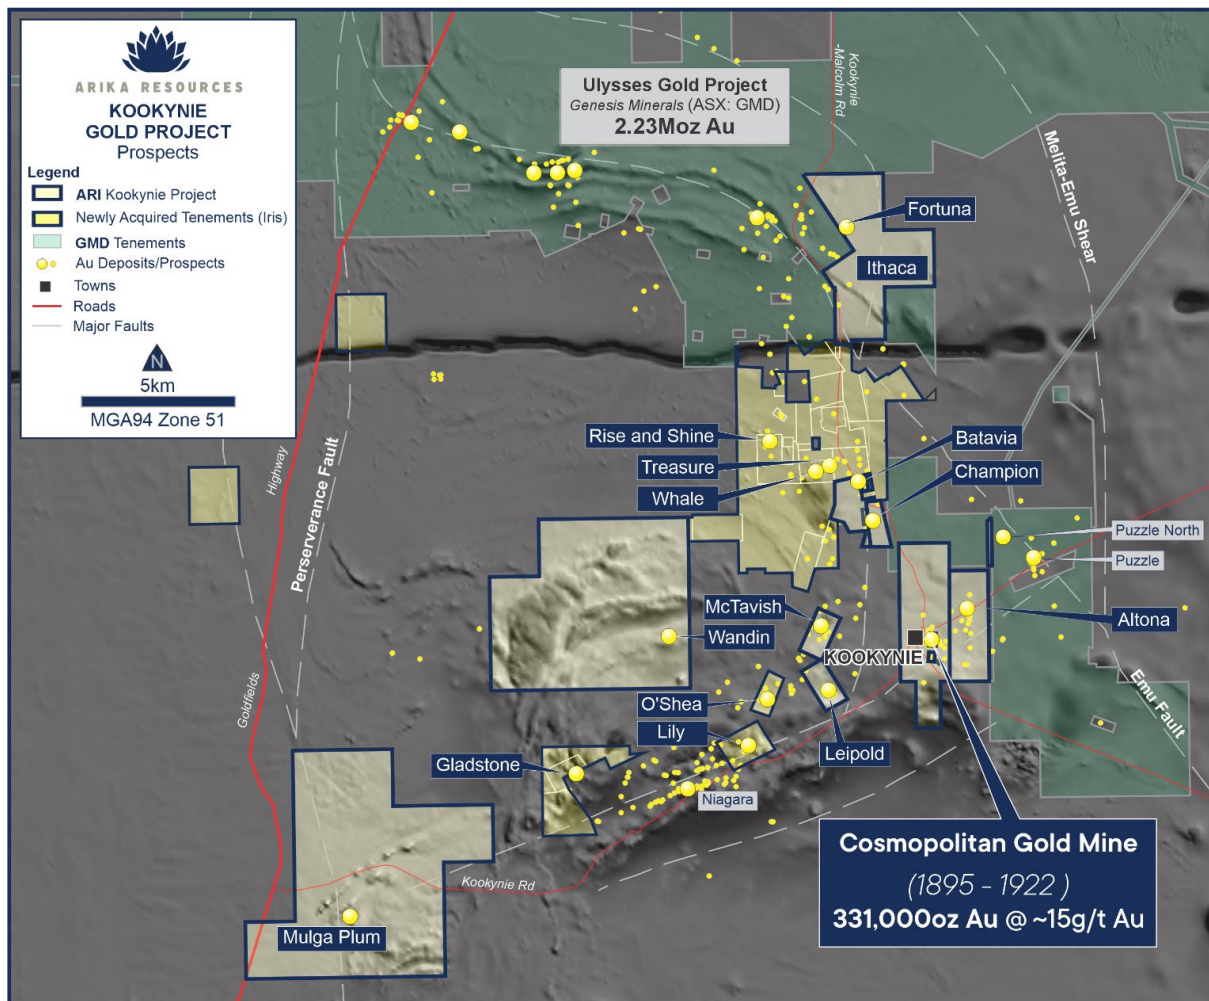 ARIKA RESOURCES
KOOKYNIE
GOLD PROJECT
Prospects
Legend
ARI Kookynie Project
Newly Acquired Tenements (Iris)
GMD Tenements
Au Deposits/Prospects
Towns
Roads
Major Faults
N
5km
MGA94 Zone 51
Ulysses Gold Project
Genesis Minerals (ASX: GMD)
2.23Moz Au
Kookynie
-Malcolm Rd
Melita-Emu Shear
Fortuna
Ithaca
Rise and Shine
Treasure
Whale
Batavia
Champion
Highway
Perserverance Fault
Puzzle North
Puzzle
McTavish
Wandin
KOOKYNIE
Altona
O'Shea
Lily
Leipold
Emu Fault
Goldfields
Gladstone
Niagara
Kookynie Rd
Mulga Plum
Cosmopolitan Gold Mine
(1895 - 1922 )
331,000oz Au @ ~15g/t Au